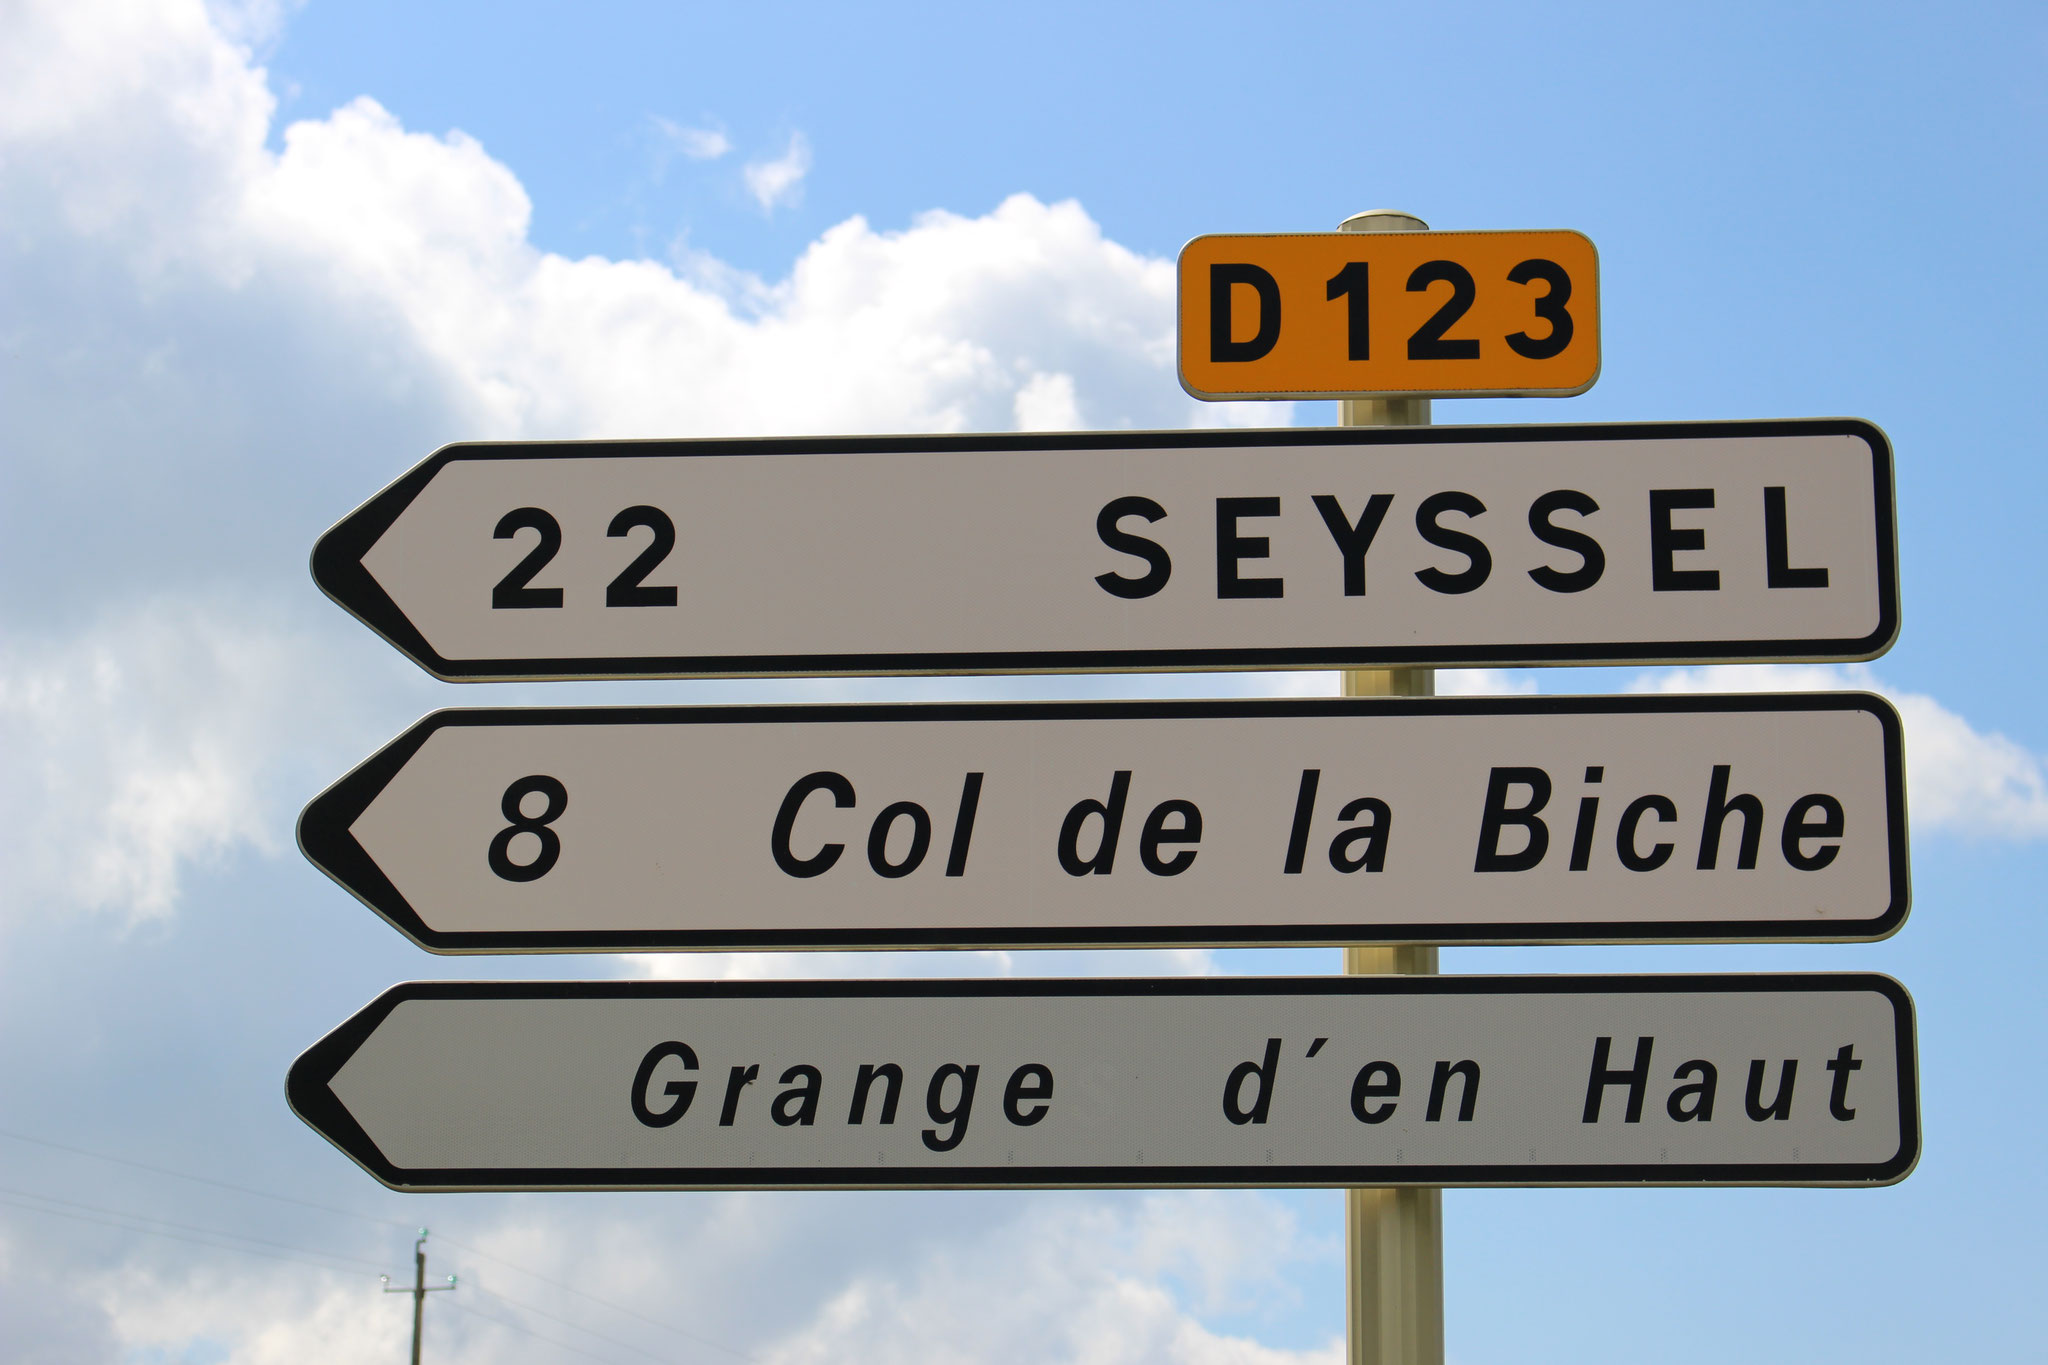 D 123
22 SEYSSEL
8 Col de la Biche
Grange d'en Haut